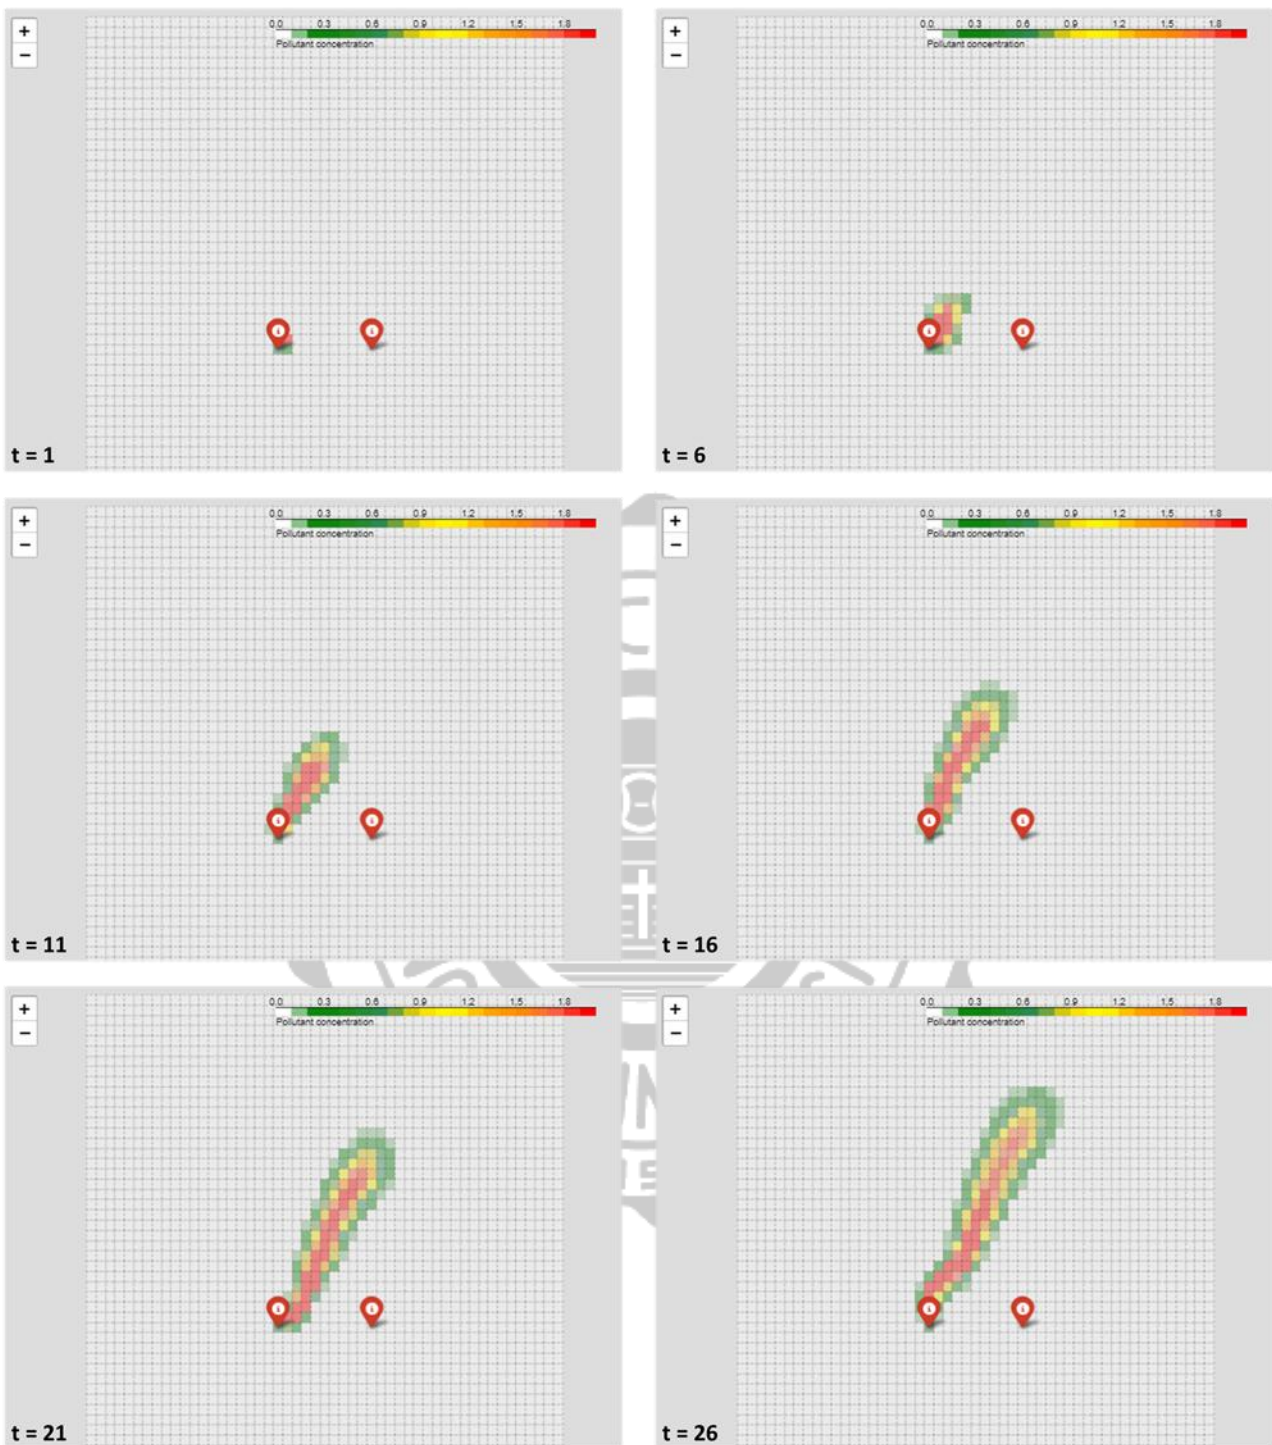 + 0.0 0.3 0.6 0.9 1.2 1.5 1.8
− Pollutant concentration
t = 1
+ 0.0 0.3 0.6 0.9 1.2 1.5 1.8
− Pollutant concentration
t = 6
+ 0.0 0.3 0.6 0.9 1.2 1.5 1.8
− Pollutant concentration
t = 11
+ 0.0 0.3 0.6 0.9 1.2 1.5 1.8
− Pollutant concentration
t = 16
+ 0.0 0.3 0.6 0.9 1.2 1.5 1.8
− Pollutant concentration
t = 21
+ 0.0 0.3 0.6 0.9 1.2 1.5 1.8
− Pollutant concentration
t = 26